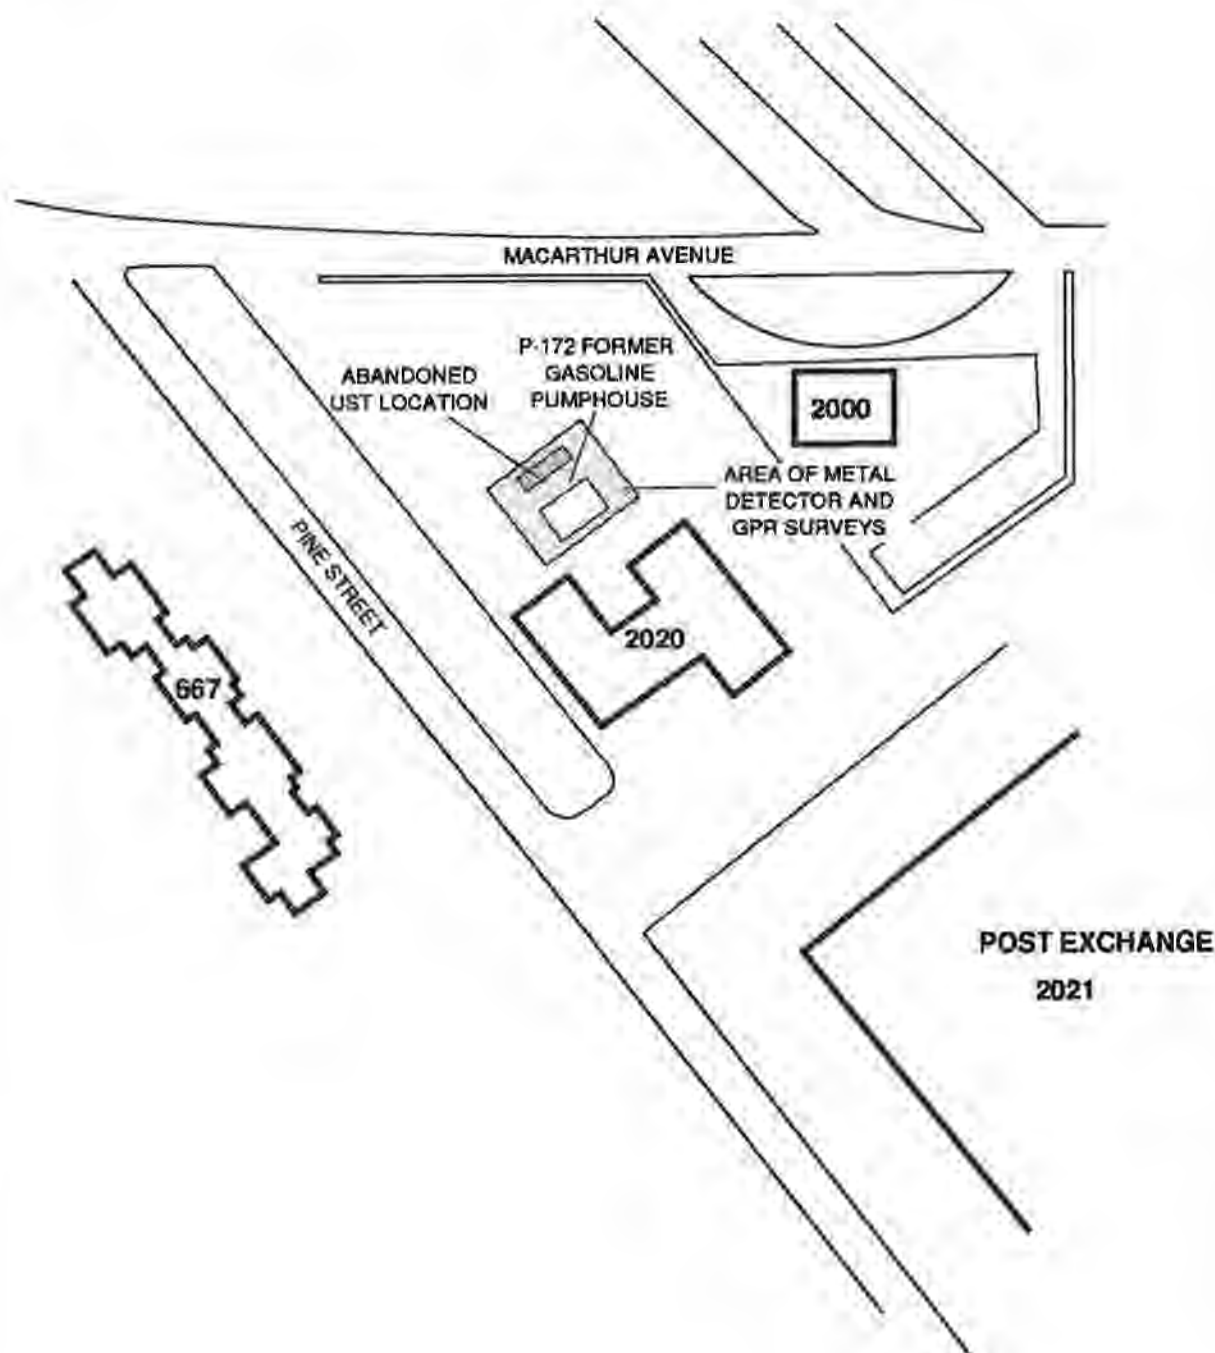 MACARTHUR AVENUE
P-172 FORMER
GASOLINE
PUMPHOUSE
ABANDONED
UST LOCATION
2000
AREA OF METAL
DETECTOR AND
GPR SURVEYS
PINE STREET
2020
667
POST EXCHANGE
2021